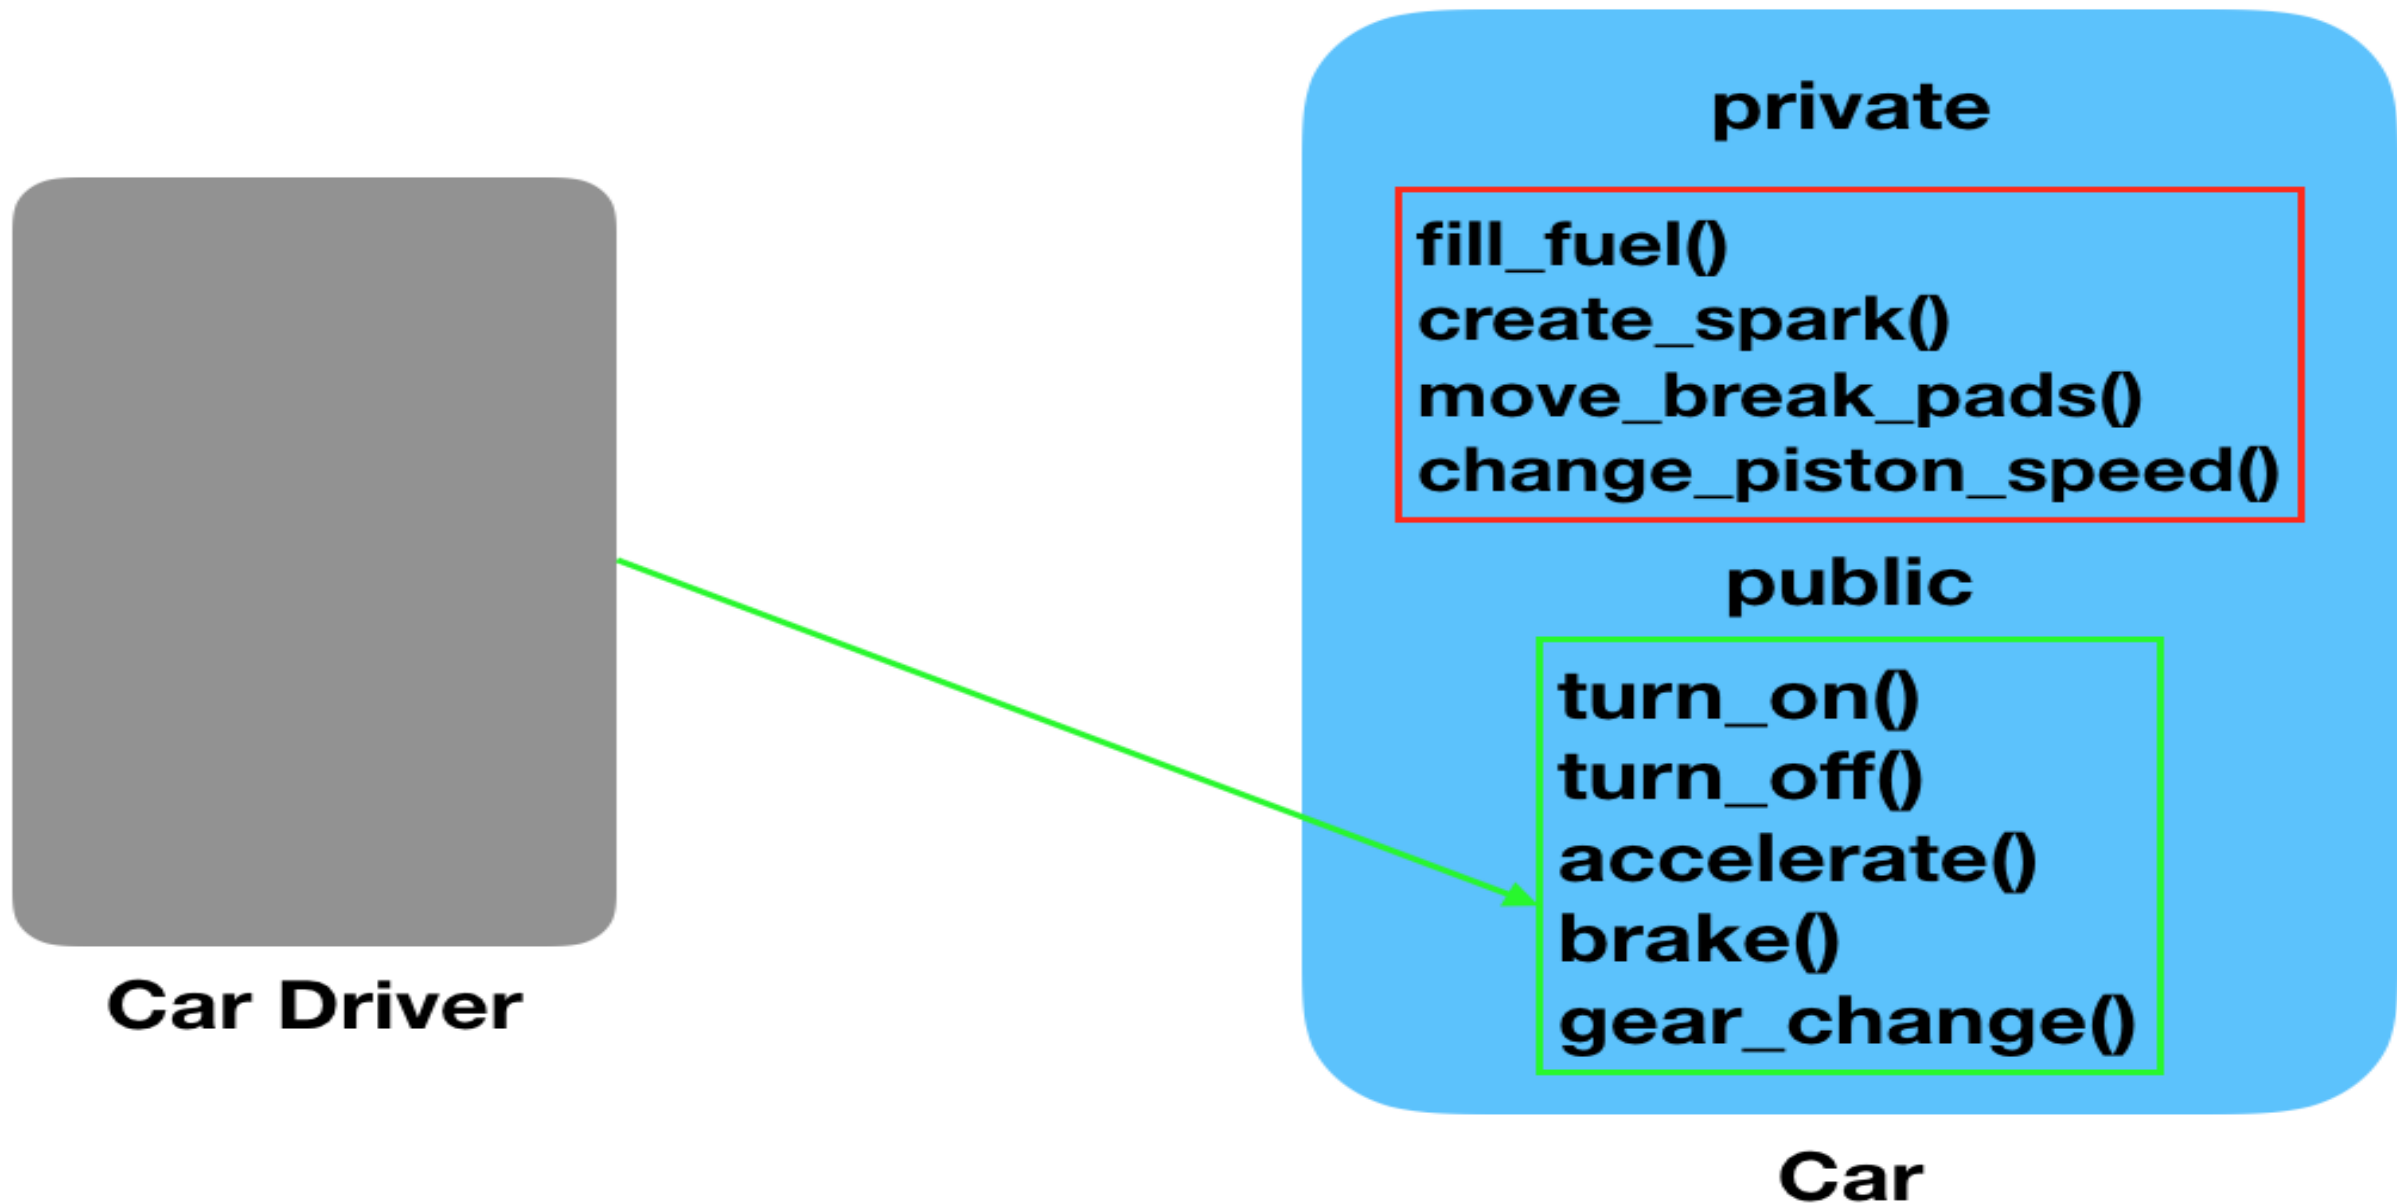 private
fill_fuel()
create_spark()
move_break_pads()
change_piston_speed()
public
turn_on()
turn_off()
accelerate()
brake()
gear_change()
Car Driver
Car